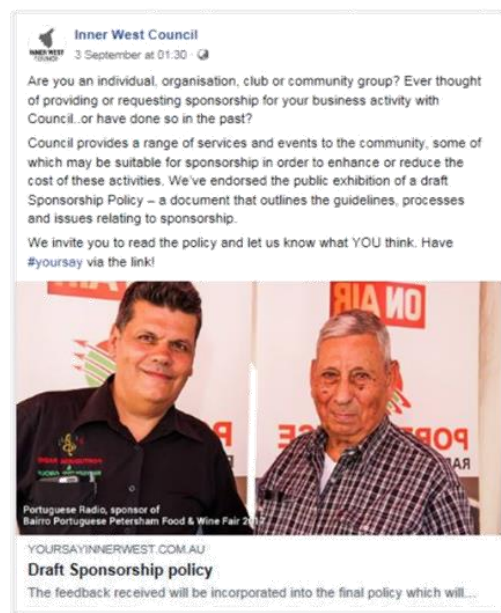 Inner West Council
INNER WEST
COUNCIL
3 September at 01:30 ·
Are you an individual, organisation, club or community group? Ever thought
of providing or requesting sponsorship for your business activity with
Council..or have done so in the past?
Council provides a range of services and events to the community, some of
which may be suitable for sponsorship in order to enhance or reduce the
cost of these activities. We've endorsed the public exhibition of a draft
Sponsorship Policy – a document that outlines the guidelines, processes
and issues relating to sponsorship.
We invite you to read the policy and let us know what YOU think. Have
#yoursay via the link!
ON AIR
Portuguese Radio, sponsor of
Bairro Portuguese Petersham Food & Wine Fair 2017
YOURSAYINNERWEST.COM.AU
Draft Sponsorship policy
The feedback received will be incorporated into the final policy which will...